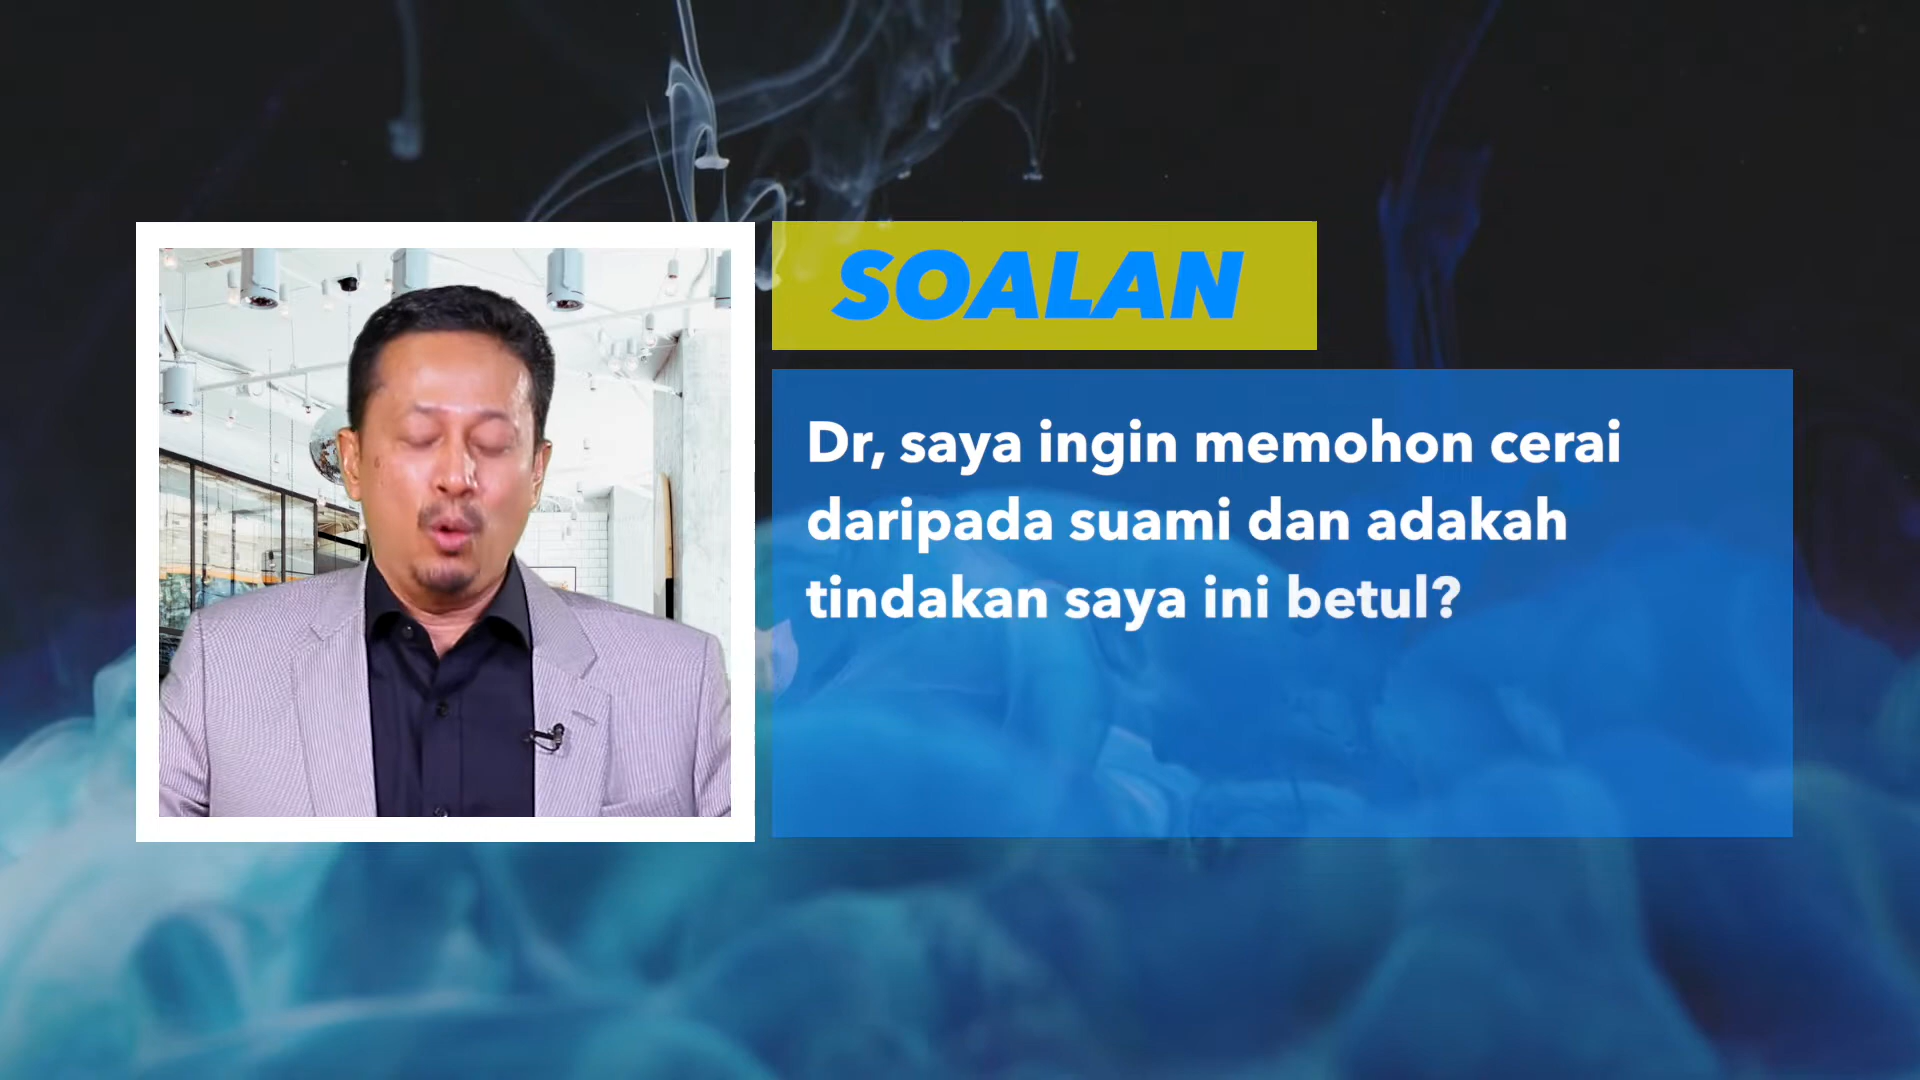 SOALAN
Dr, saya ingin memohon cerai
daripada suami dan adakah
tindakan saya ini betul?